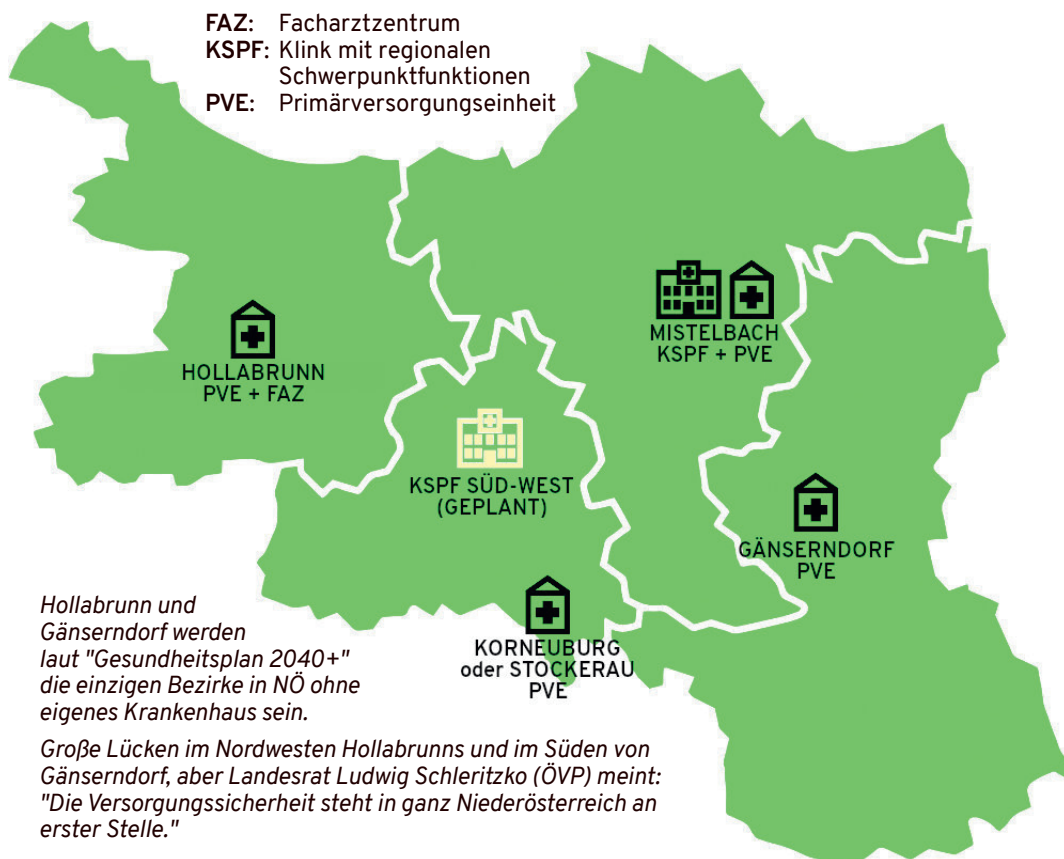 FAZ: Facharztzentrum
KSPF: Klink mit regionalen
Schwerpunktfunktionen
PVE: Primärversorgungseinheit
MISTELBACH
KSPF + PVE
HOLLABRUNN
PVE + FAZ
KSPF SÜD-WEST
(GEPLANT)
GÄNSERNDORF
PVE
KORNEUBURG
oder STOCKERAU
PVE
Hollabrunn und
Gänserndorf werden
laut "Gesundheitsplan 2040+"
die einzigen Bezirke in NÖ ohne
eigenes Krankenhaus sein.
Große Lücken im Nordwesten Hollabrunns und im Süden von
Gänserndorf, aber Landesrat Ludwig Schleritzko (ÖVP) meint:
"Die Versorgungssicherheit steht in ganz Niederösterreich an
erster Stelle."